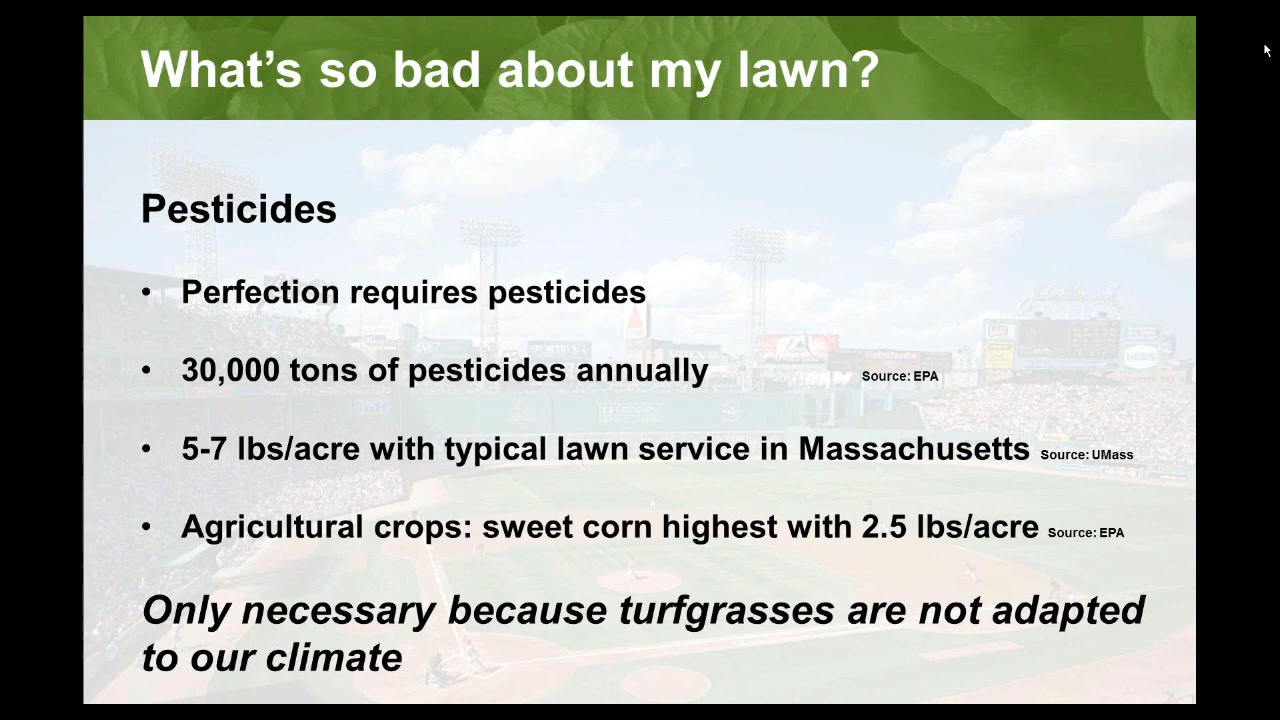 What's so bad about my lawn?
Pesticides
• Perfection requires pesticides
• 30,000 tons of pesticides annually Source: EPA
• 5-7 lbs/acre with typical lawn service in Massachusetts Source: UMass
• Agricultural crops: sweet corn highest with 2.5 lbs/acre Source: EPA
Only necessary because turfgrasses are not adapted
to our climate